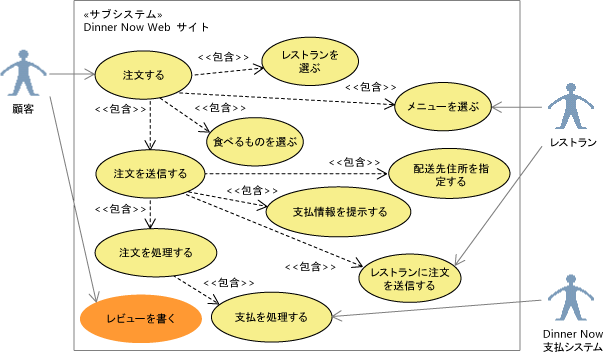 «サブシステム»
Dinner Now Web サイト
レストランを
選ぶ
<<包含>>
注文する
<<包含>>
メニューを選ぶ
顧客
<<包含>>
<<包含>>
レストラン
食べるものを選ぶ
<<包含>>
注文を送信する
配送先住所を指
定する
<<包含>>
<<包含>>
支払情報を提示する
注文を処理する
<<包含>>
レストランに注文
を送信する
<<包含>>
レビューを書く
支払を処理する
Dinner Now
支払システム